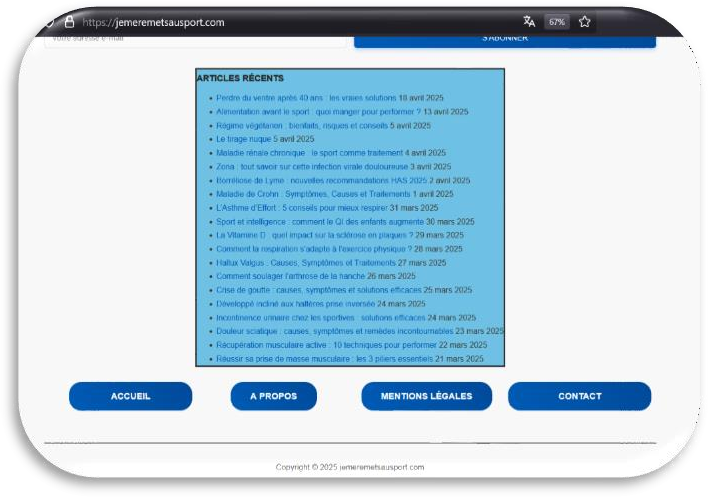 https://jemeremetsausport.com 67%
Votre adresse e-mail
S'ABONNER
ARTICLES RÉCENTS
Perdre du ventre après 40 ans : les vraies solutions 18 avril 2025
Alimentation avant le sport : quoi manger pour performer ? 13 avril 2025
Régime végétarien : bienfaits, risques et conseils 5 avril 2025
Le tirage nuque 5 avril 2025
Maladie rénale chronique : le sport comme traitement 4 avril 2025
Zona : tout savoir sur cette infection virale douloureuse 3 avril 2025
Borréliose de Lyme : nouvelles recommandations HAS 2025 2 avril 2025
Maladie de Crohn : Symptômes, Causes et Traitements 1 avril 2025
L'Asthme d'Effort : 5 conseils pour mieux respirer 31 mars 2025
Sport et intelligence : comment le QI des enfants augmente 30 mars 2025
La Vitamine D : quel impact sur la sclérose en plaques ? 29 mars 2025
Comment la respiration s'adapte à l'exercice physique ? 28 mars 2025
Hallux Valgus : Causes, Symptômes et Traitements 27 mars 2025
Comment soulager l'arthrose de la hanche 26 mars 2025
Crise de goutte : causes, symptômes et solutions efficaces 25 mars 2025
Développé incliné aux haltères prise inversée 24 mars 2025
Incontinence urinaire chez les sportives : solutions efficaces 24 mars 2025
Douleur sciatique : causes, symptômes et remèdes incontournables 23 mars 2025
Récupération musculaire active : 10 techniques pour performer 22 mars 2025
Réussir sa prise de masse musculaire : les 3 piliers essentiels 21 mars 2025
ACCUEIL
A PROPOS
MENTIONS LÉGALES
CONTACT
Copyright © 2025 jemeremetsausport.com